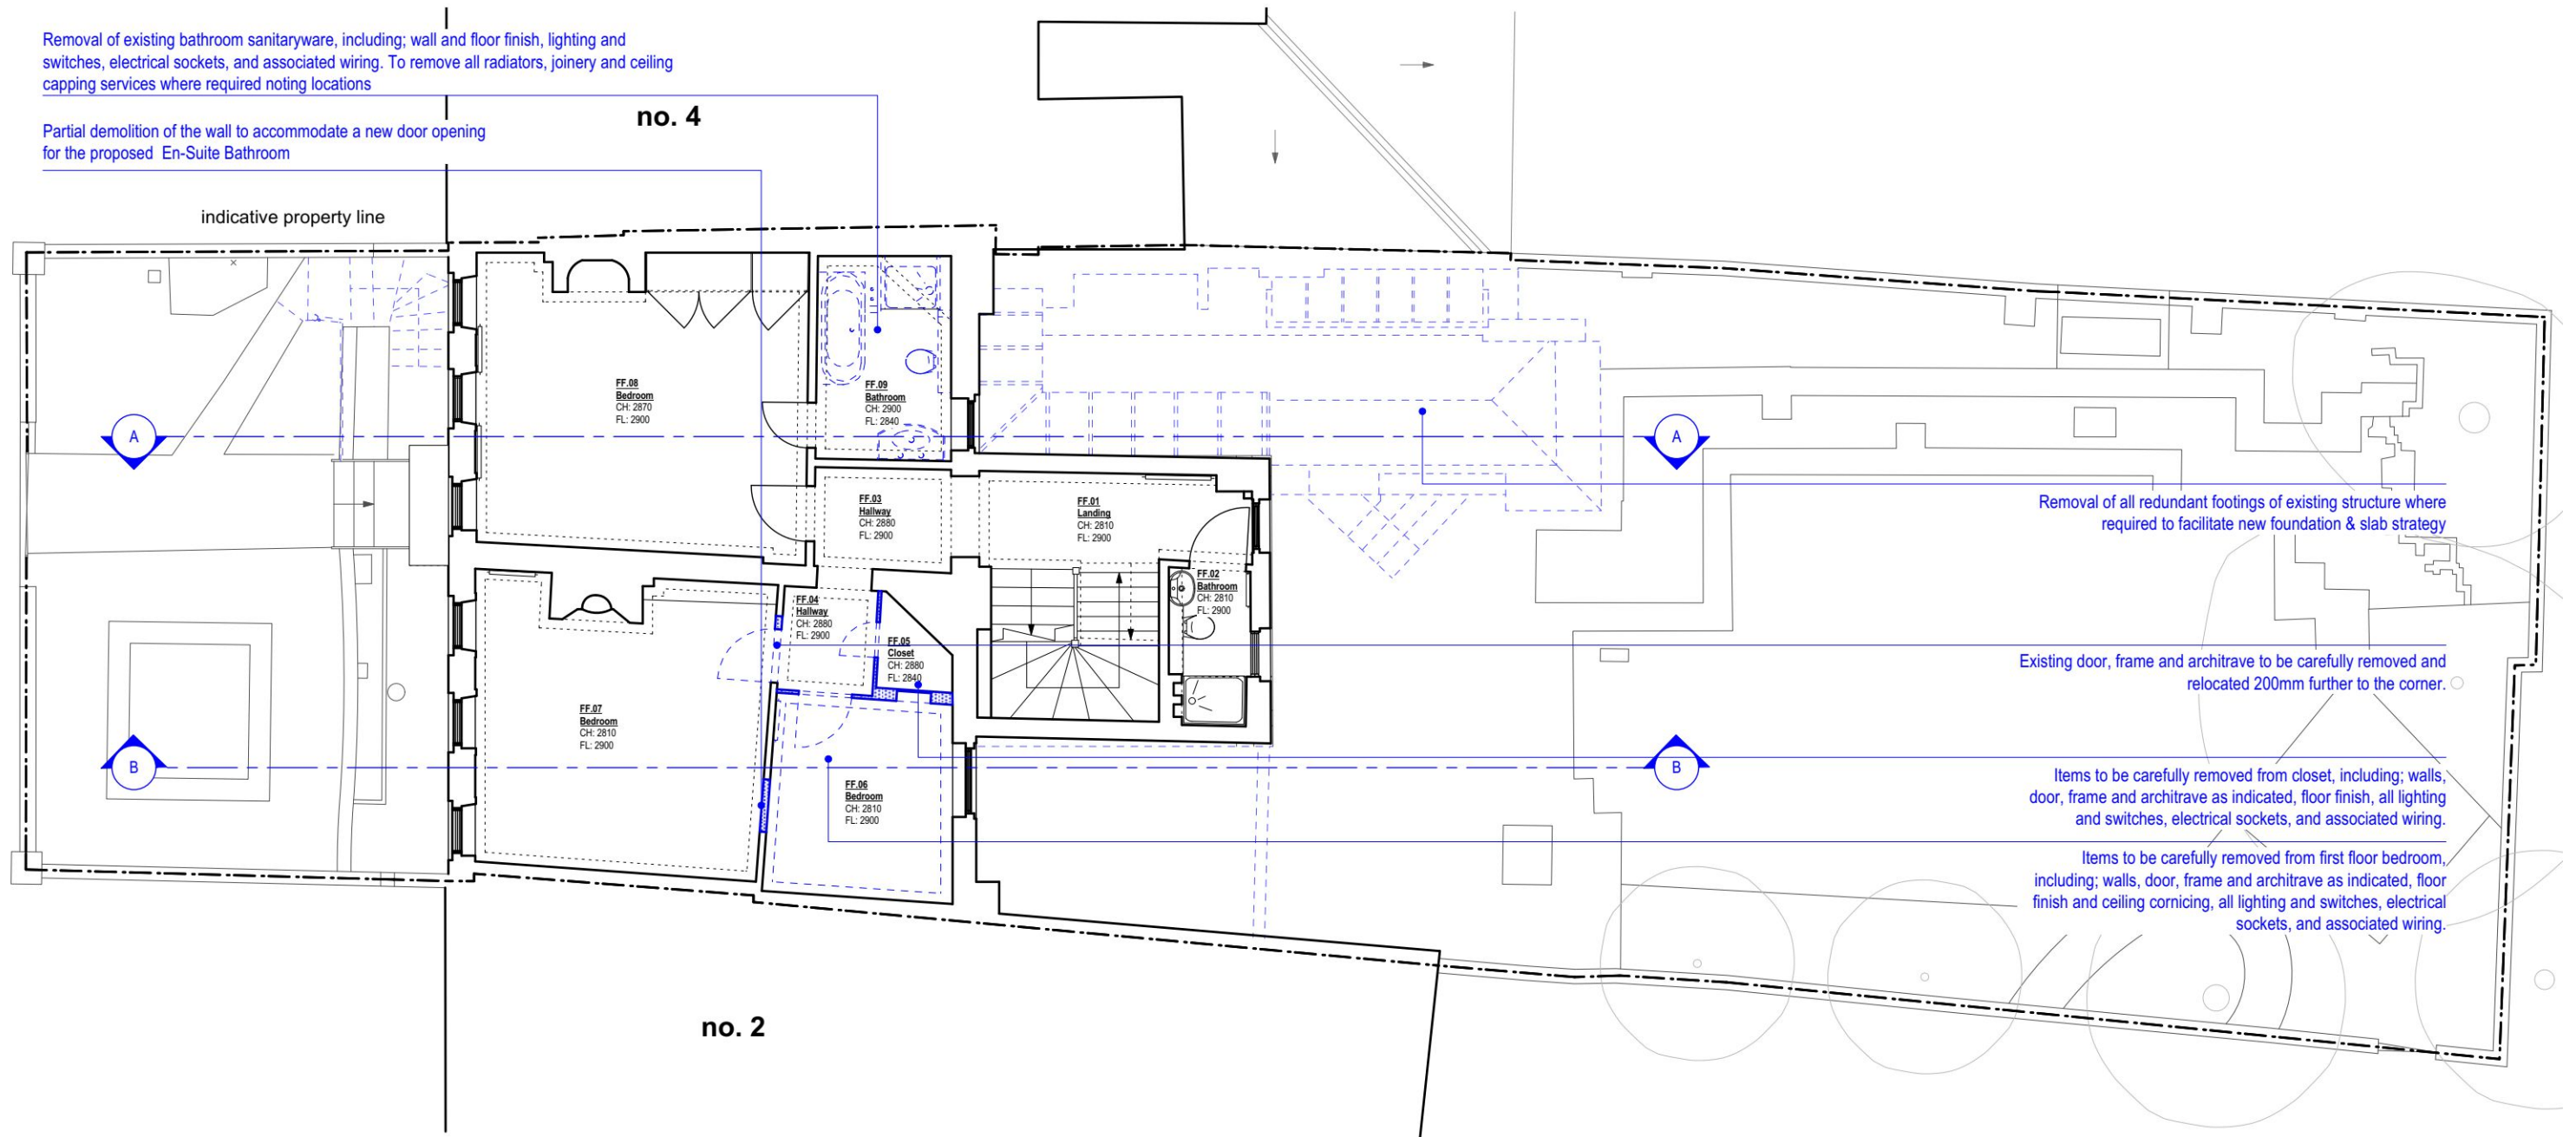 Removal of existing bathroom sanitaryware, including; wall and floor finish, lighting and
switches, electrical sockets, and associated wiring. To remove all radiators, joinery and ceiling
capping services where required noting locations
no. 4
Partial demolition of the wall to accommodate a new door opening
for the proposed En-Suite Bathroom
indicative property line
FF.08
Bedroom
CH: 2870
FL: 2900
FF.09
Bathroom
CH: 2900
FL: 2840
A
A
FF.03
Hallway
CH: 2880
FL: 2900
FF.01
Landing
CH: 2810
FL: 2900
Removal of all redundant footings of existing structure where
required to facilitate new foundation & slab strategy
FF.02
Bathroom
CH: 2810
FL: 2900
FF.04
Hallway
CH: 2880
FL: 2900
FF.05
Closet
CH: 2880
FL: 2840
Existing door, frame and architrave to be carefully removed and
relocated 200mm further to the corner.
FF.07
Bedroom
CH: 2810
FL: 2900
B
B
FF.06
Bedroom
CH: 2810
FL: 2900
Items to be carefully removed from closet, including; walls,
door, frame and architrave as indicated, floor finish, all lighting
and switches, electrical sockets, and associated wiring.
Items to be carefully removed from first floor bedroom,
including; walls, door, frame and architrave as indicated, floor
finish and ceiling cornicing, all lighting and switches, electrical
sockets, and associated wiring.
no. 2